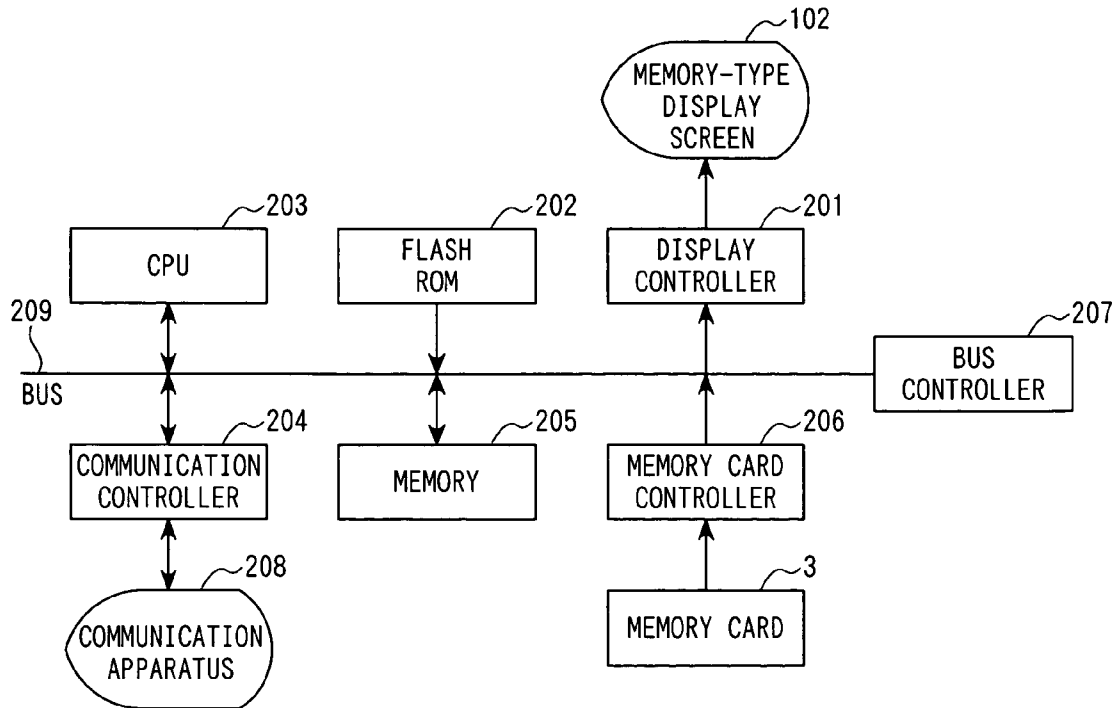 102
MEMORY-TYPE
DISPLAY
SCREEN
203
CPU
202
FLASH
ROM
201
DISPLAY
CONTROLLER
209
BUS
207
BUS
CONTROLLER
204
COMMUNICATION
CONTROLLER
205
MEMORY
206
MEMORY CARD
CONTROLLER
208
COMMUNICATION
APPARATUS
3
MEMORY CARD